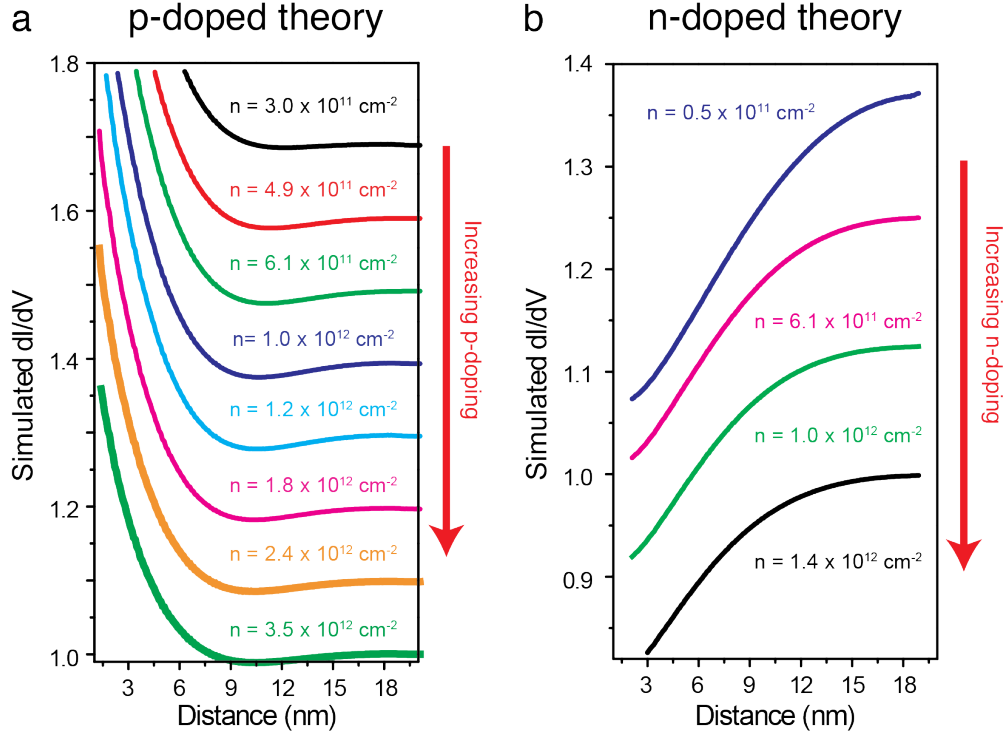 a
p-doped theory
1.8
1.6
1.4
1.2
1.0
Simulated dI/dV
n = 3.0 x 10¹¹ cm⁻²
n = 4.9 x 10¹¹ cm⁻²
n = 6.1 x 10¹¹ cm⁻²
n= 1.0 x 10¹² cm⁻²
n = 1.2 x 10¹² cm⁻²
n = 1.8 x 10¹² cm⁻²
n = 2.4 x 10¹² cm⁻²
n = 3.5 x 10¹² cm⁻²
3 6 9 12 15 18
Distance (nm)
Increasing p-doping
b
n-doped theory
1.4
1.3
1.2
1.1
1.0
0.9
Simulated dI/dV
n = 0.5 x 10¹¹ cm⁻²
n = 6.1 x 10¹¹ cm⁻²
n = 1.0 x 10¹² cm⁻²
n = 1.4 x 10¹² cm⁻²
3 6 9 12 15 18
Distance (nm)
Increasing n-doping